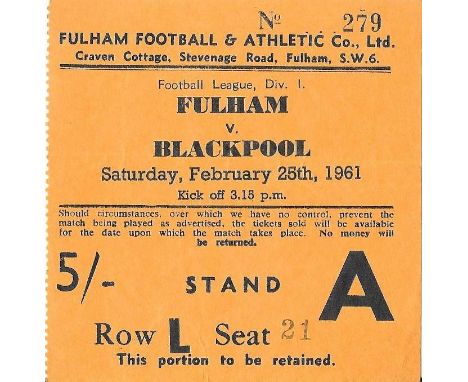 No 279
FULHAM FOOTBALL & ATHLETIC Co., Ltd.
Craven Cottage, Stevenage Road, Fulham, S.W.6.
Football League, Div. 1.
FULHAM
v.
BLACKPOOL
Saturday, February 25th, 1961
Kick off 3.15 p.m.
Should circumstances, over which we have no control, prevent the
match being played as advertised, the tickets sold will be available
for the date upon which the match takes place. No money will
be returned.
5/- STAND A
Row L Seat 21
This portion to be retained.